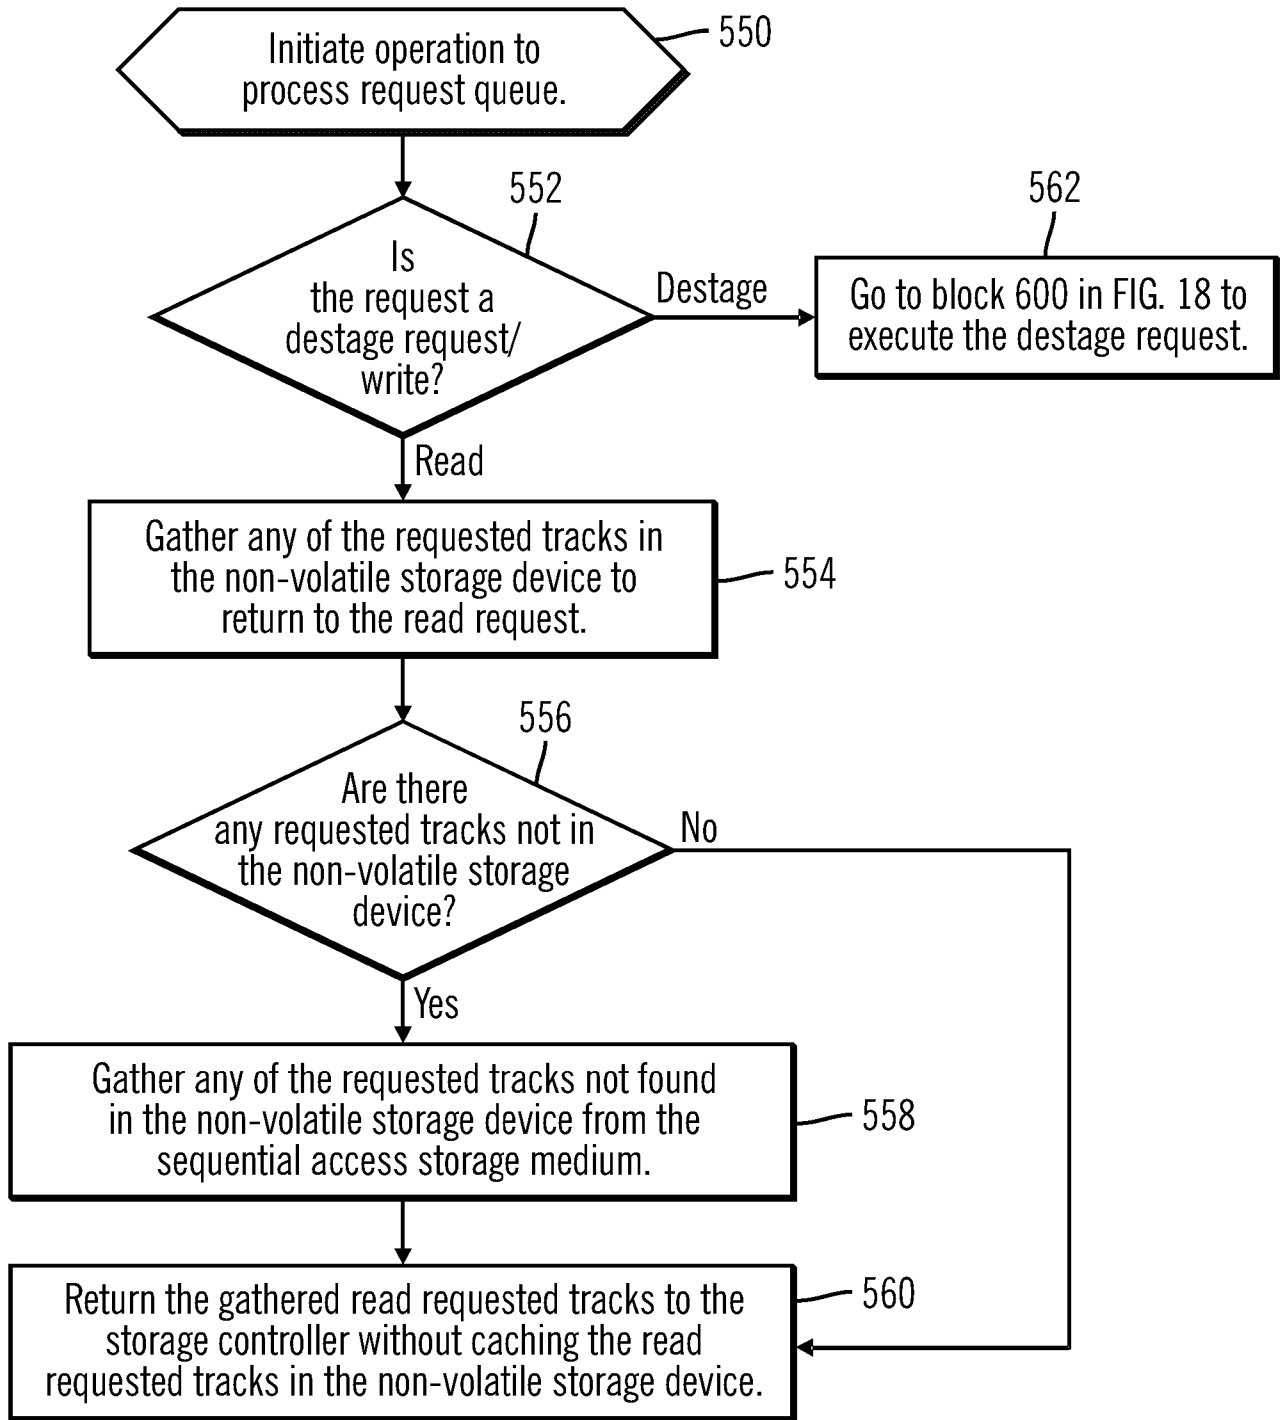 Initiate operation to
process request queue.
550
552
Is
the request a
destage request/
write?
Destage
562
Go to block 600 in FIG. 18 to
execute the destage request.
Read
Gather any of the requested tracks in
the non-volatile storage device to
return to the read request.
554
556
Are there
any requested tracks not in
the non-volatile storage
device?
No
Yes
Gather any of the requested tracks not found
in the non-volatile storage device from the
sequential access storage medium.
558
Return the gathered read requested tracks to the
storage controller without caching the read
requested tracks in the non-volatile storage device.
560